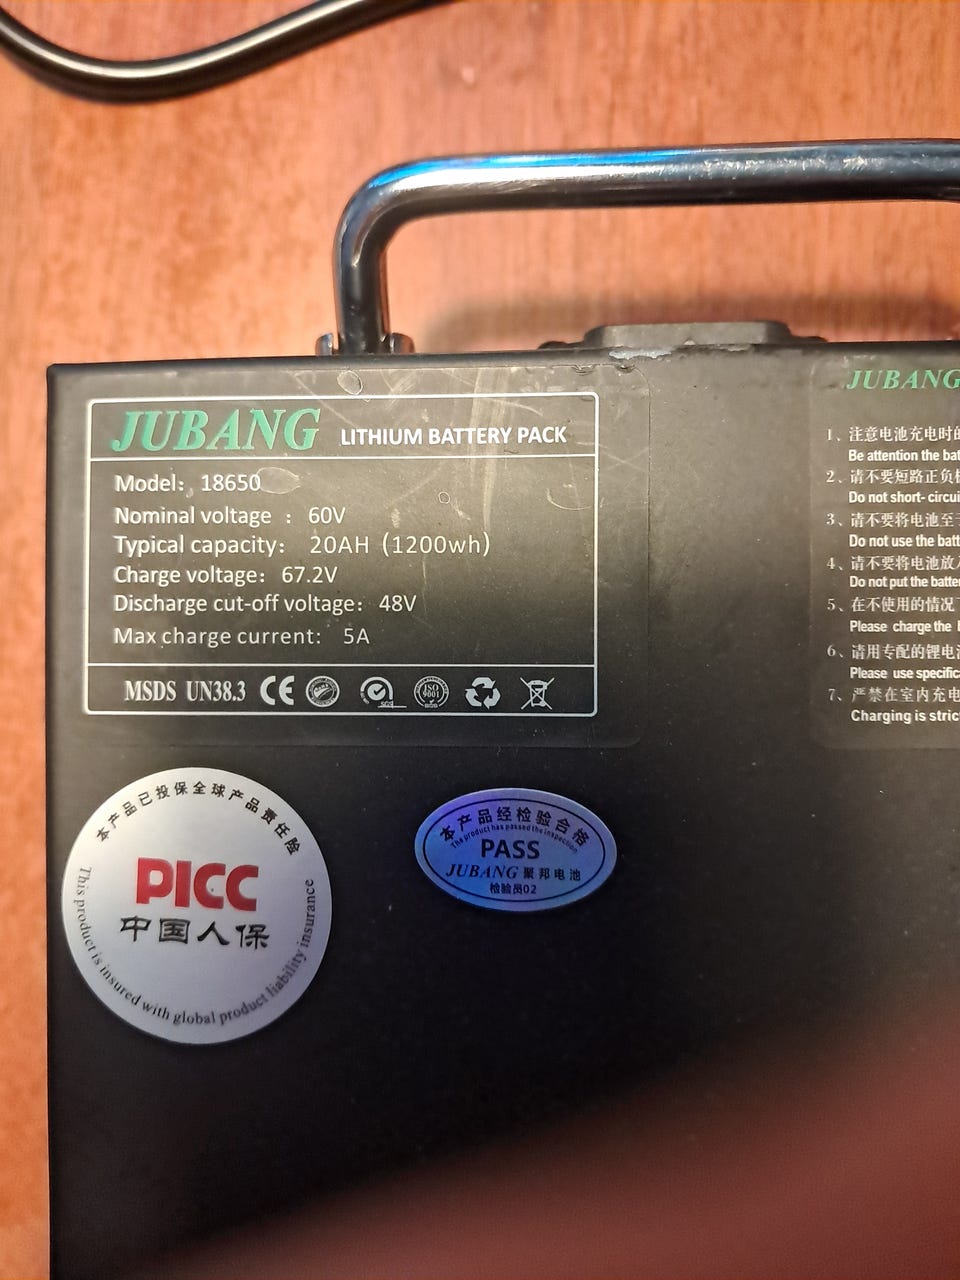 JUBANG LITHIUM BATTERY PACK
Model: 18650
Nominal voltage : 60V
Typical capacity: 20AH (1200wh)
Charge voltage: 67.2V
Discharge cut-off voltage: 48V
Max charge current: 5A
MSDS UN38.3 CE
ISO
9001
SGS
JUBANG
1、注意电池充电时
Be attention the
2、请不要短路正负
Do not short-
3、请不要将电池至
Do not use the
4、请不要将电池放
Do not put the
5、在不使用的情况
Please charge the
6、请用专配的锂电
Please use
7、严禁在室内充电
Charging is
本产品已投保全球产品责任险
PICC
中国人保
This product is insured with global product liability insurance
本产品经检验合格
The product has passed the inspection
PASS
JUBANG 聚邦电池
检验员02